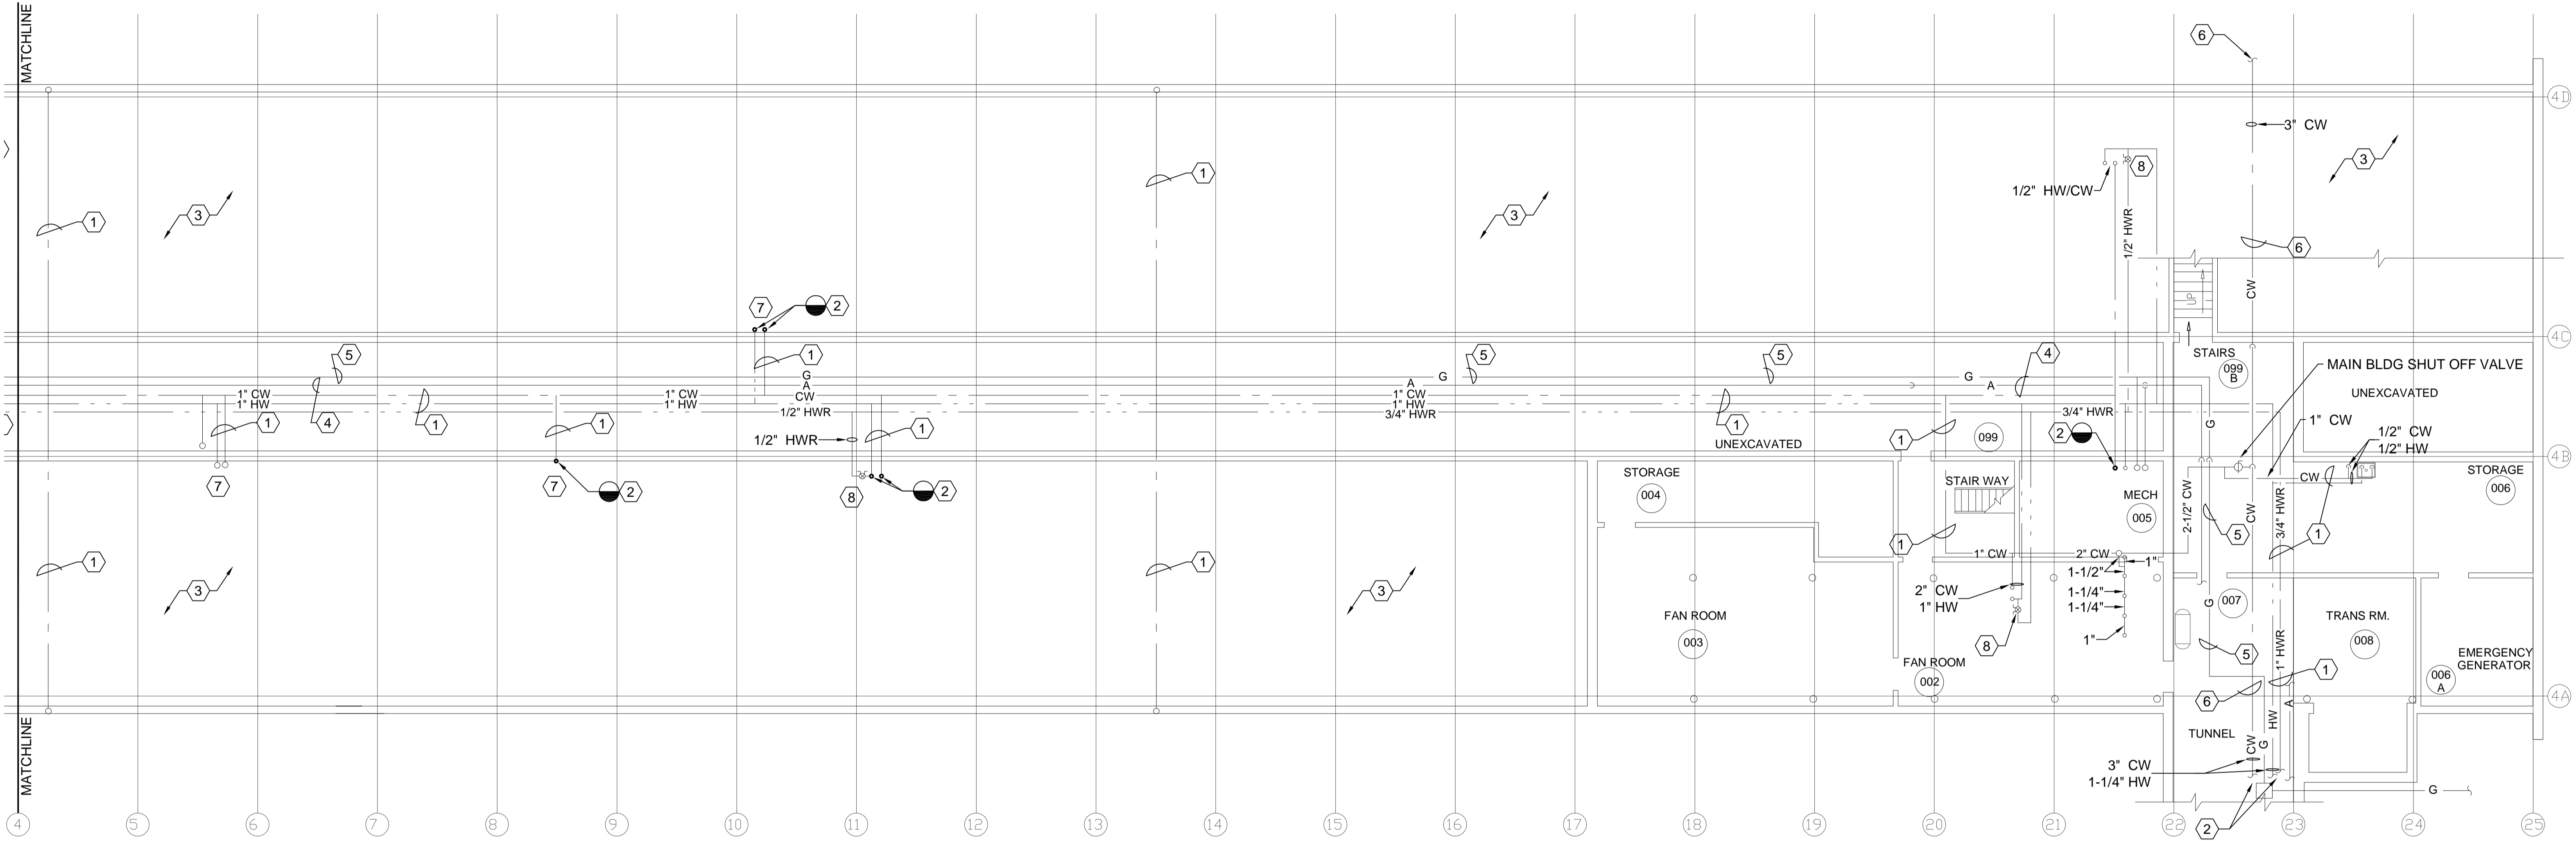 MATCHLINE
6
4D
3" CW
3
1
3
1
3
8
1/2" HW/CW
1/2" HWR
6
CW
UP
7
2
1
5
5
5
4
4C
STAIRS
099
B
MAIN BLDG SHUT OFF VALVE
UNEXCAVATED
G
A
CW
1" CW
1" HW
1" CW
1" HW
1/2" HWR
A
G
1" CW
1" HW
3/4" HWR
G
A
3/4" HWR
1
4
1
1
1/2" HWR
1
1
UNEXCAVATED
1
099
2
G
1" CW
1/2" CW
1/2" HW
4B
7
7
2
8
2
STORAGE
004
STAIR WAY
MECH
005
2-1/2" CW
CW
5
3/4" HWR
CW
1
STORAGE
006
1
3
1
3
1
1" CW
2" CW
1"
1-1/2"
1-1/4"
1-1/4"
1"
2" CW
1" HW
8
FAN ROOM
003
FAN ROOM
002
G
007
5
1" HWR
1
6
TRANS RM.
008
EMERGENCY
GENERATOR
006
A
4A
MATCHLINE
TUNNEL
CW
G
HW
A
3" CW
1-1/4" HW
G
2
4
5
6
7
8
9
10
11
12
13
14
15
16
17
18
19
20
21
22
23
24
25